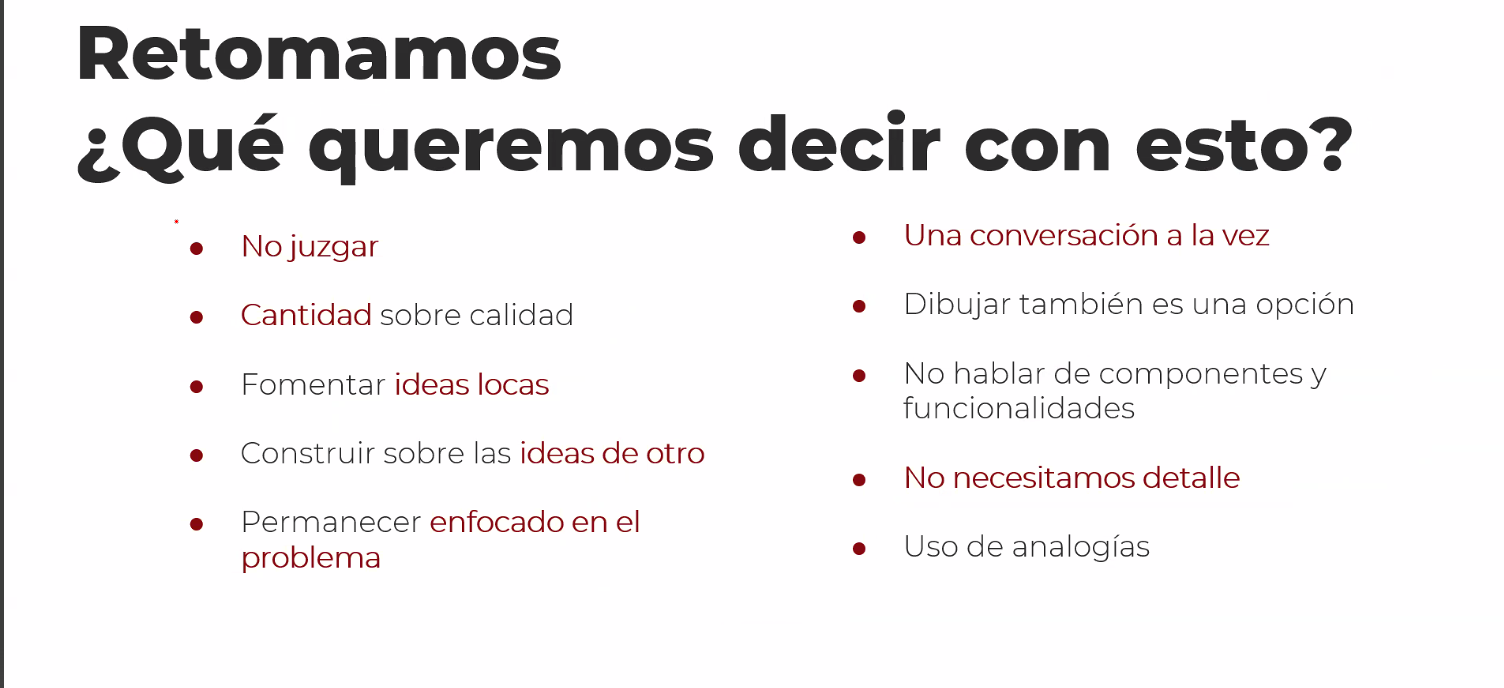 Retomamos
¿Qué queremos decir con esto?
No juzgar
Cantidad sobre calidad
Fomentar ideas locas
Construir sobre las ideas de otro
Permanecer enfocado en el
problema
Una conversación a la vez
Dibujar también es una opción
No hablar de componentes y
funcionalidades
No necesitamos detalle
Uso de analogías